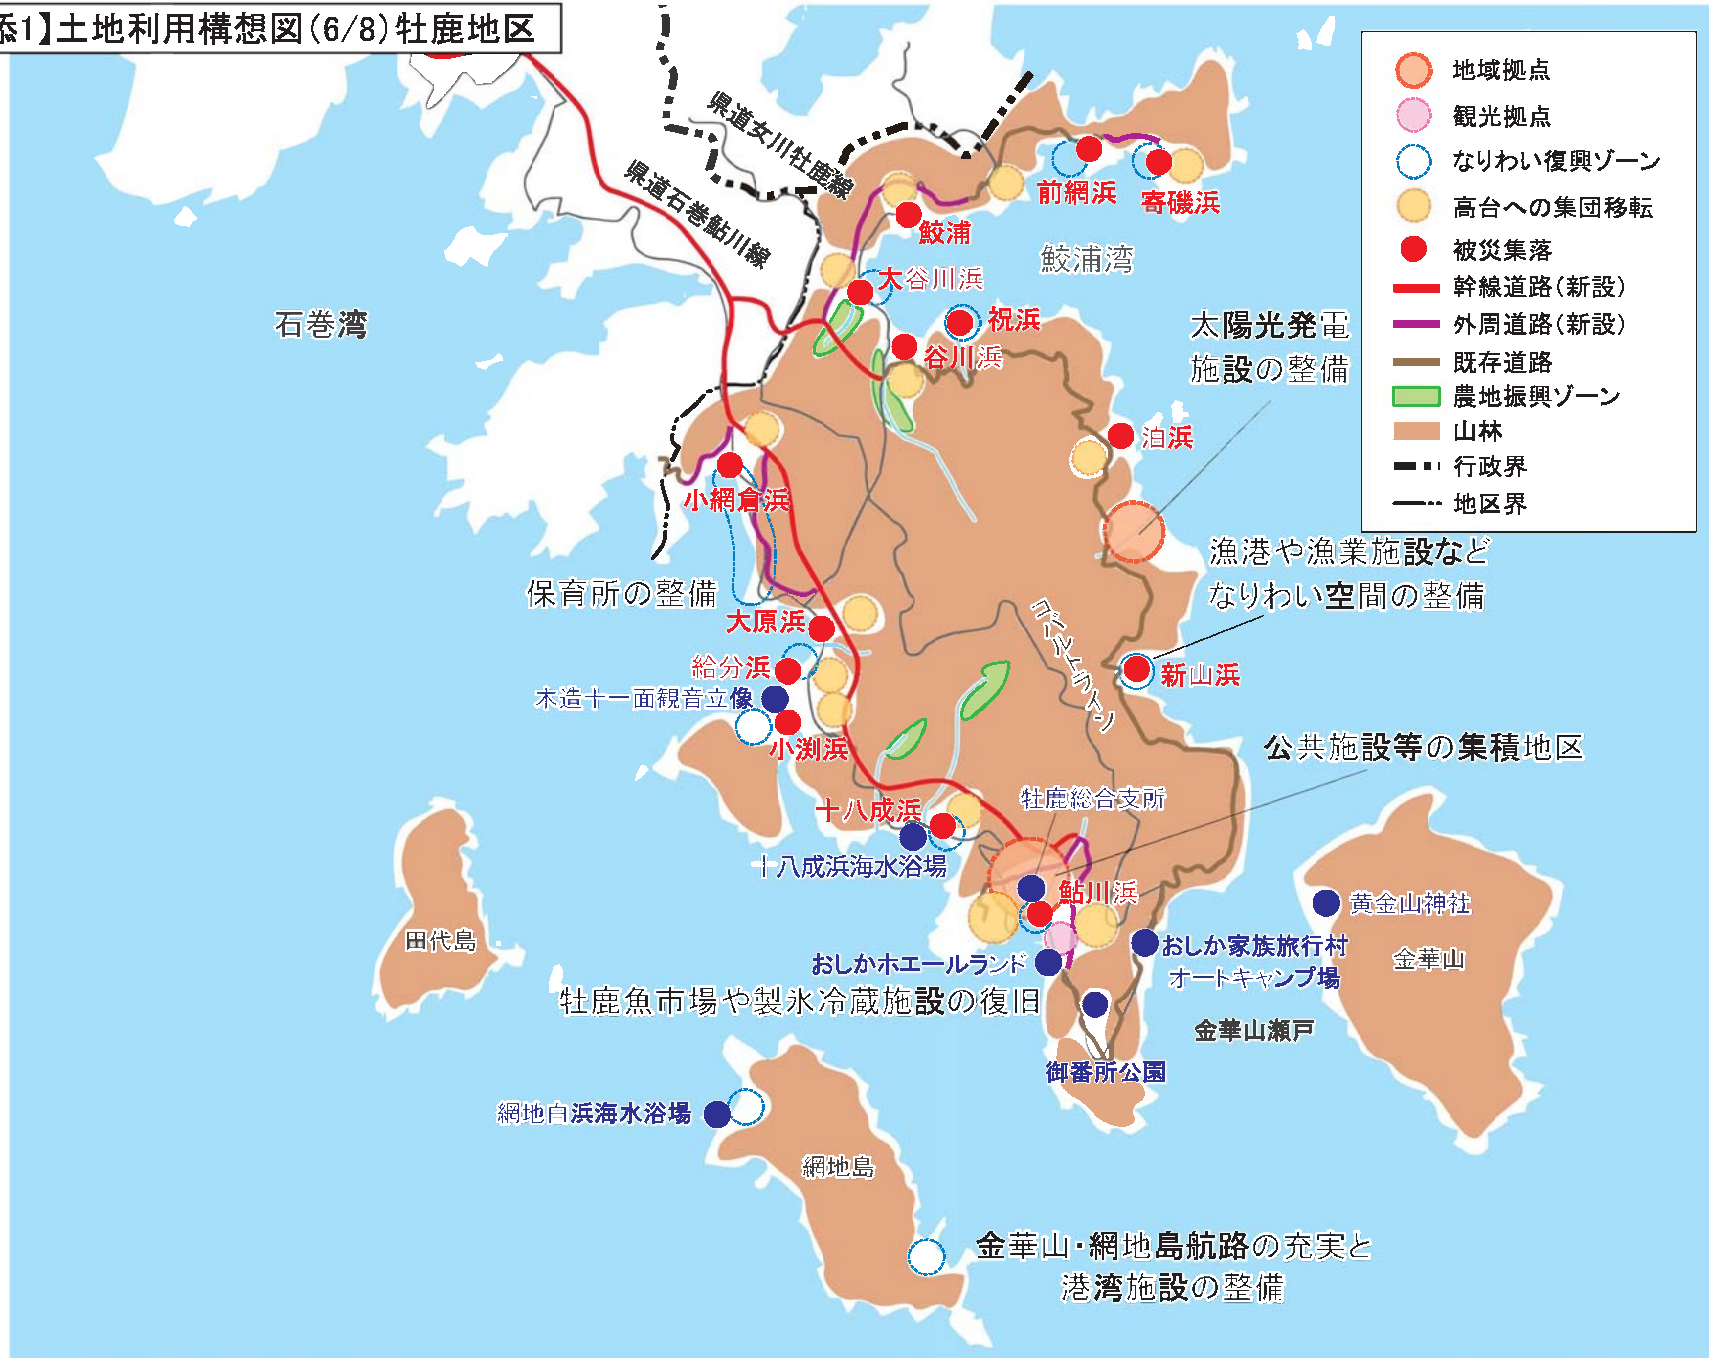 添1】土地利用構想図(6/8)牡鹿地区
地域拠点
観光拠点
なりわい復興ゾーン
高台への集団移転
被災集落
幹線道路(新設)
外周道路(新設)
既存道路
農地振興ゾーン
山林
行政界
地区界
県道女川牡鹿線
県道石巻鮎川線
前網浜
寄磯浜
鮫浦
鮫浦湾
大谷川浜
祝浜
谷川浜
石巻湾
太陽光発電
施設の整備
泊浜
小網倉浜
漁港や漁業施設など
なりわい空間の整備
保育所の整備
大原浜
コバルトライン
給分浜
新山浜
木造十一面観音立像
小渕浜
公共施設等の集積地区
牡鹿総合支所
十八成浜
十八成浜海水浴場
鮎川浜
黄金山神社
田代島
おしか家族旅行村
オートキャンプ場
金華山
おしかホエールランド
牡鹿魚市場や製氷冷蔵施設の復旧
金華山瀬戸
御番所公園
網地白浜海水浴場
網地島
金華山・網地島航路の充実と
港湾施設の整備